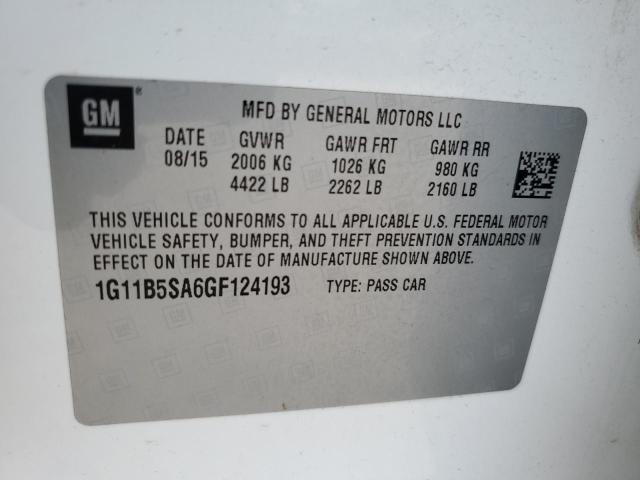 GM®
MFD BY GENERAL MOTORS LLC
DATE GVWR GAWR FRT GAWR RR
08/15 2006 KG 1026 KG 980 KG
4422 LB 2262 LB 2160 LB
THIS VEHICLE CONFORMS TO ALL APPLICABLE U.S. FEDERAL MOTOR
VEHICLE SAFETY, BUMPER, AND THEFT PREVENTION STANDARDS IN
EFFECT ON THE DATE OF MANUFACTURE SHOWN ABOVE.
1G11B5SA6GF124193 TYPE: PASS CAR